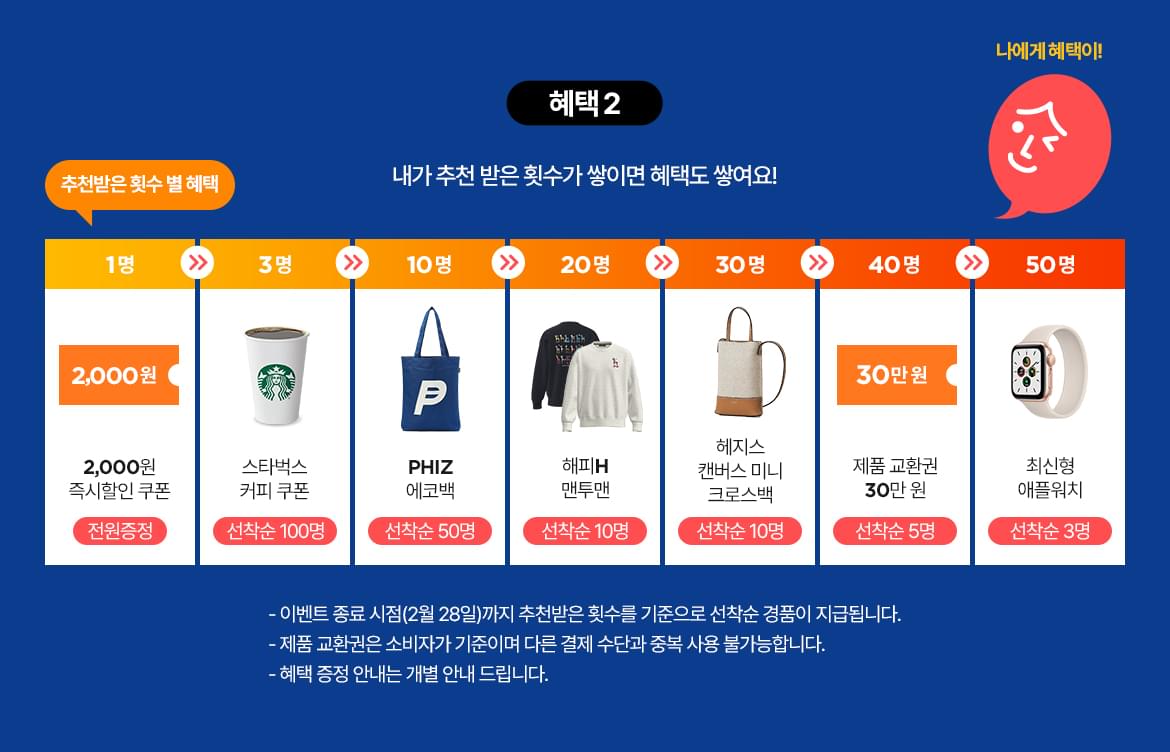 나에게 혜택이!
혜택 2
내가 추천 받은 횟수가 쌓이면 혜택도 쌓여요!
추천받은 횟수 별 혜택
1명
3명
10명
20명
30명
40명
50명
2,000원
P
30만 원
2,000원
즉시할인 쿠폰
전원증정
스타벅스
커피 쿠폰
선착순 100명
PHIZ
에코백
선착순 50명
해피H
맨투맨
선착순 10명
헤지스
캔버스 미니
크로스백
선착순 10명
제품 교환권
30만 원
선착순 5명
최신형
애플워치
선착순 3명
- 이벤트 종료 시점(2월 28일)까지 추천받은 횟수를 기준으로 선착순 경품이 지급됩니다.
- 제품 교환권은 소비자가 기준이며 다른 결제 수단과 중복 사용 불가능합니다.
- 혜택 증정 안내는 개별 안내 드립니다.